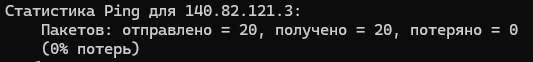 Статистика Ping для 140.82.121.3:
Пакетов: отправлено = 20, получено = 20, потеряно = 0
(0% потерь)